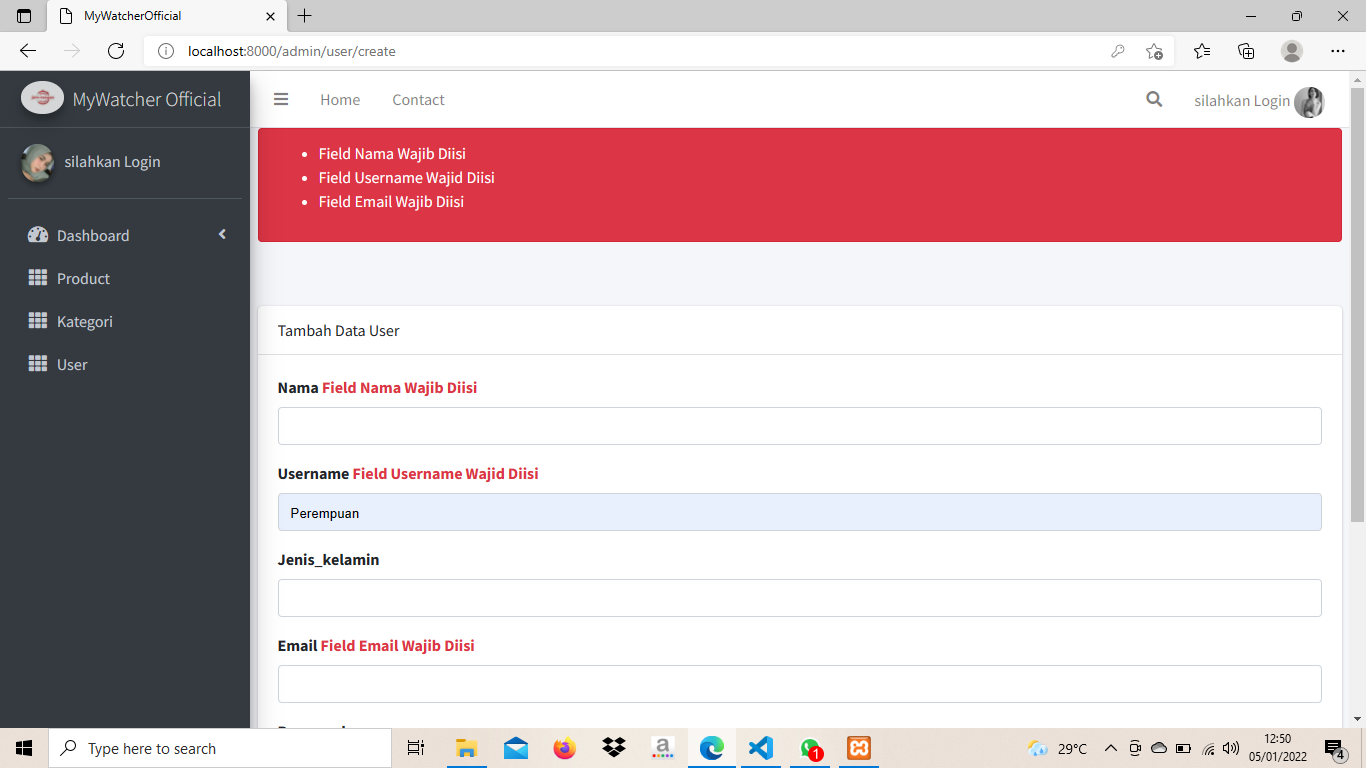 MyWatcherOfficial
localhost:8000/admin/user/create
MyWatcher Official
Home
Contact
silahkan Login
silahkan Login
Dashboard
Product
Kategori
User
Field Nama Wajib Diisi
Field Username Wajid Diisi
Field Email Wajib Diisi
Tambah Data User
Nama Field Nama Wajib Diisi
Username Field Username Wajid Diisi
Perempuan
Jenis_kelamin
Email Field Email Wajib Diisi
Type here to search
a
1
29°C
12:50
05/01/2022
4